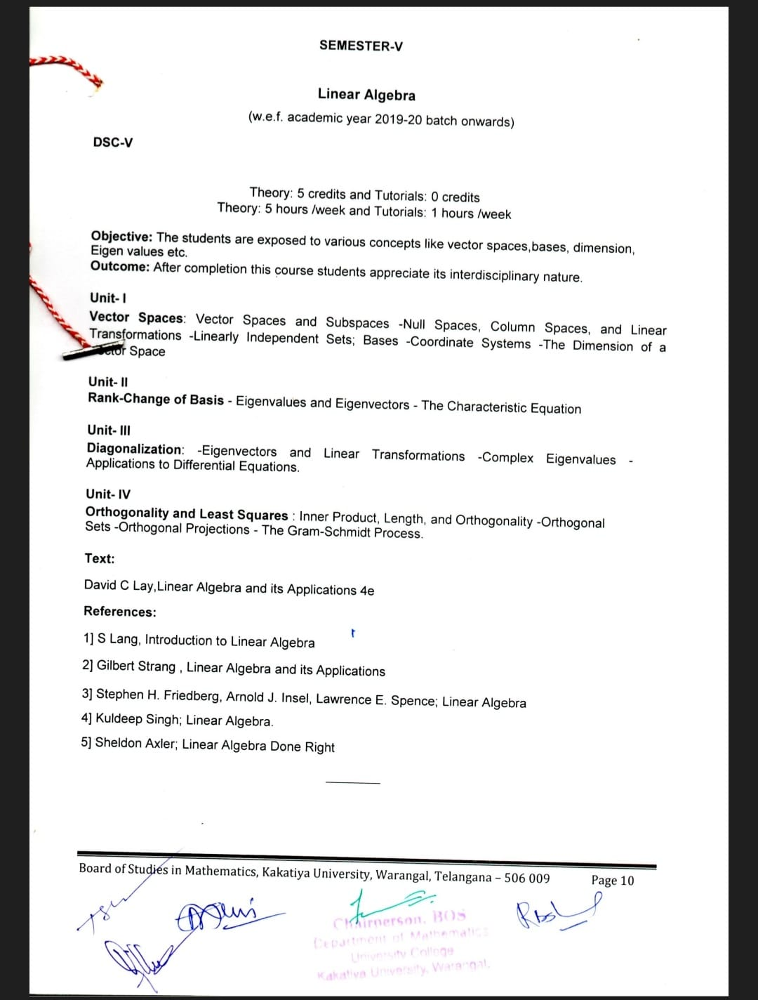 SEMESTER-V
Linear Algebra
(w.e.f. academic year 2019-20 batch onwards)
DSC-V
Theory: 5 credits and Tutorials: 0 credits
Theory: 5 hours /week and Tutorials: 1 hours /week
Objective: The students are exposed to various concepts like vector spaces,bases, dimension,
Eigen values etc.
Outcome: After completion this course students appreciate its interdisciplinary nature.
Unit- I
Vector Spaces: Vector Spaces and Subspaces -Null Spaces, Column Spaces, and Linear
Transformations -Linearly Independent Sets; Bases -Coordinate Systems -The Dimension of a
Space
Unit- II
Rank-Change of Basis - Eigenvalues and Eigenvectors - The Characteristic Equation
Unit- III
Diagonalization: -Eigenvectors and Linear Transformations -Complex Eigenvalues -
Applications to Differential Equations.
Unit- IV
Orthogonality and Least Squares : Inner Product, Length, and Orthogonality -Orthogonal
Sets -Orthogonal Projections - The Gram-Schmidt Process.
Text:
David C Lay,Linear Algebra and its Applications 4e
References:
1] S Lang, Introduction to Linear Algebra
2] Gilbert Strang , Linear Algebra and its Applications
3] Stephen H. Friedberg, Arnold J. Insel, Lawrence E. Spence; Linear Algebra
4] Kuldeep Singh; Linear Algebra.
5] Sheldon Axler; Linear Algebra Done Right
Board of Studies in Mathematics, Kakatiya University, Warangal, Telangana – 506 009 Page 10
Chairperson, BOS
Department of Mathematics
University College
Kakatiya University, Warangal.